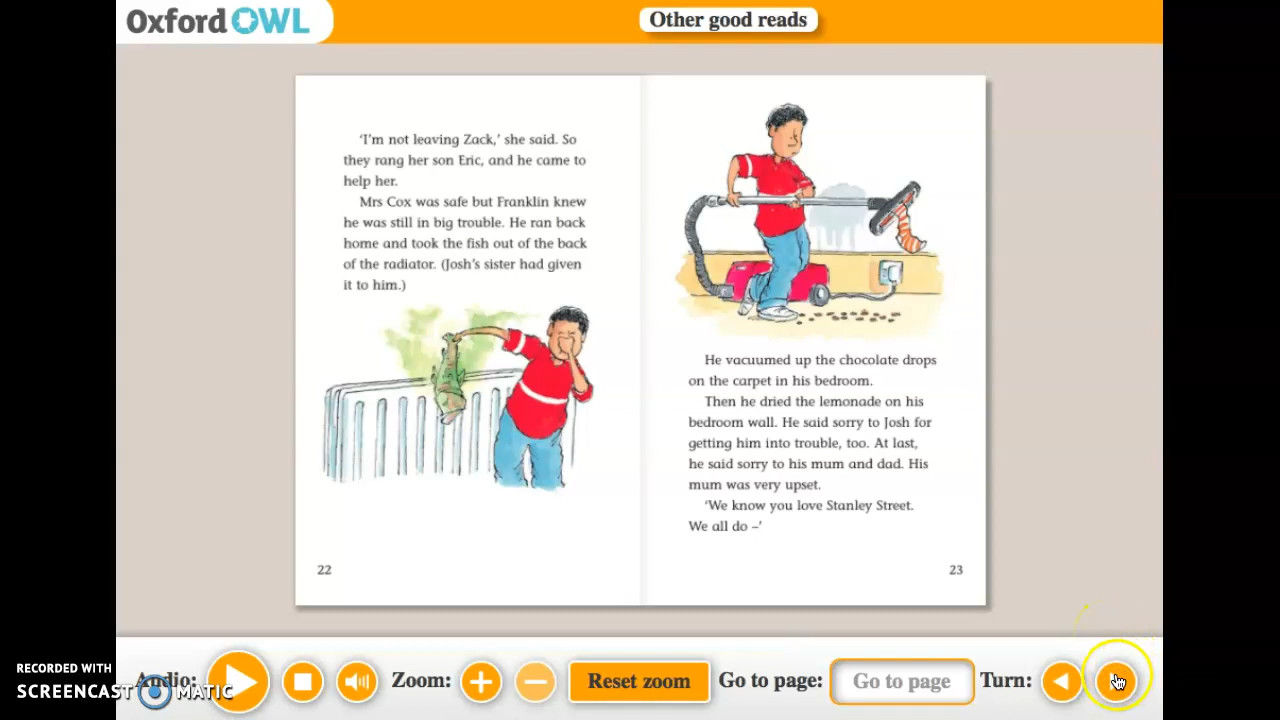 Oxford OWL
Other good reads
‘I’m not leaving Zack,’ she said. So
they rang her son Eric, and he came to
help her.
Mrs Cox was safe but Franklin knew
he was still in big trouble. He ran back
home and took the fish out of the back
of the radiator. (Josh’s sister had given
it to him.)
22
He vacuumed up the chocolate drops
on the carpet in his bedroom.
Then he dried the lemonade on his
bedroom wall. He said sorry to Josh for
getting him into trouble, too. At last,
he said sorry to his mum and dad. His
mum was very upset.
‘We know you love Stanley Street.
We all do –’
23
Audio:
Zoom:
Reset zoom
Go to page:
Go to page
Turn:
RECORDED WITH
SCREENCAST MATIC